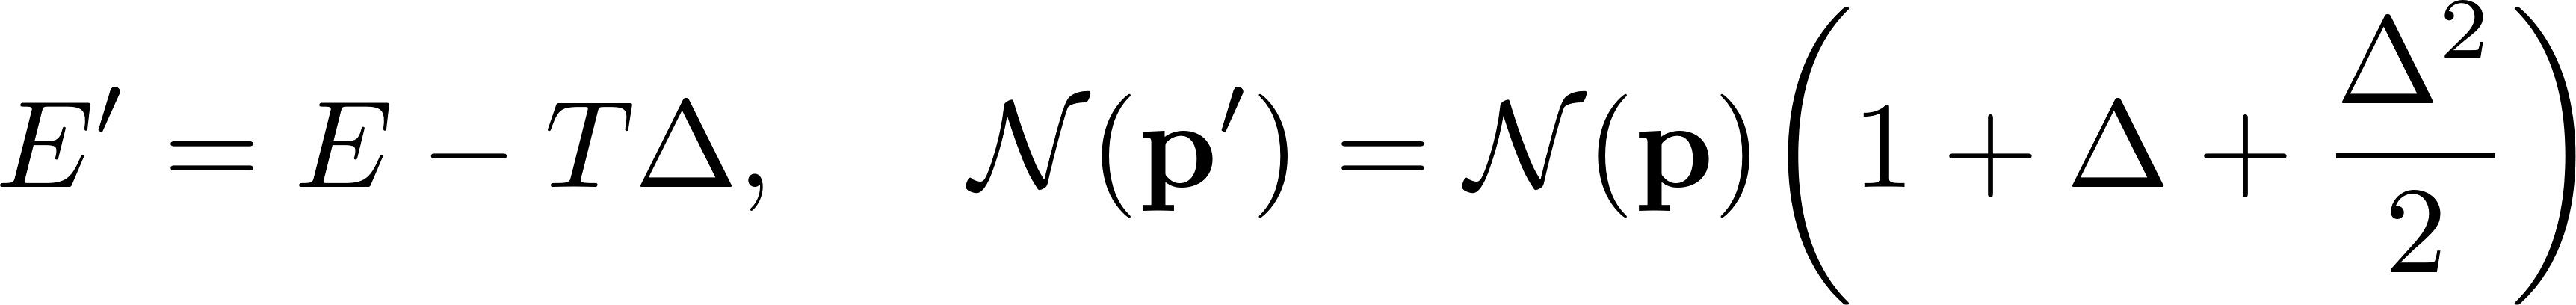 E′ = E − TΔ, 𝒩(𝐩′) = 𝒩(𝐩)(1 + Δ + Δ²/2)